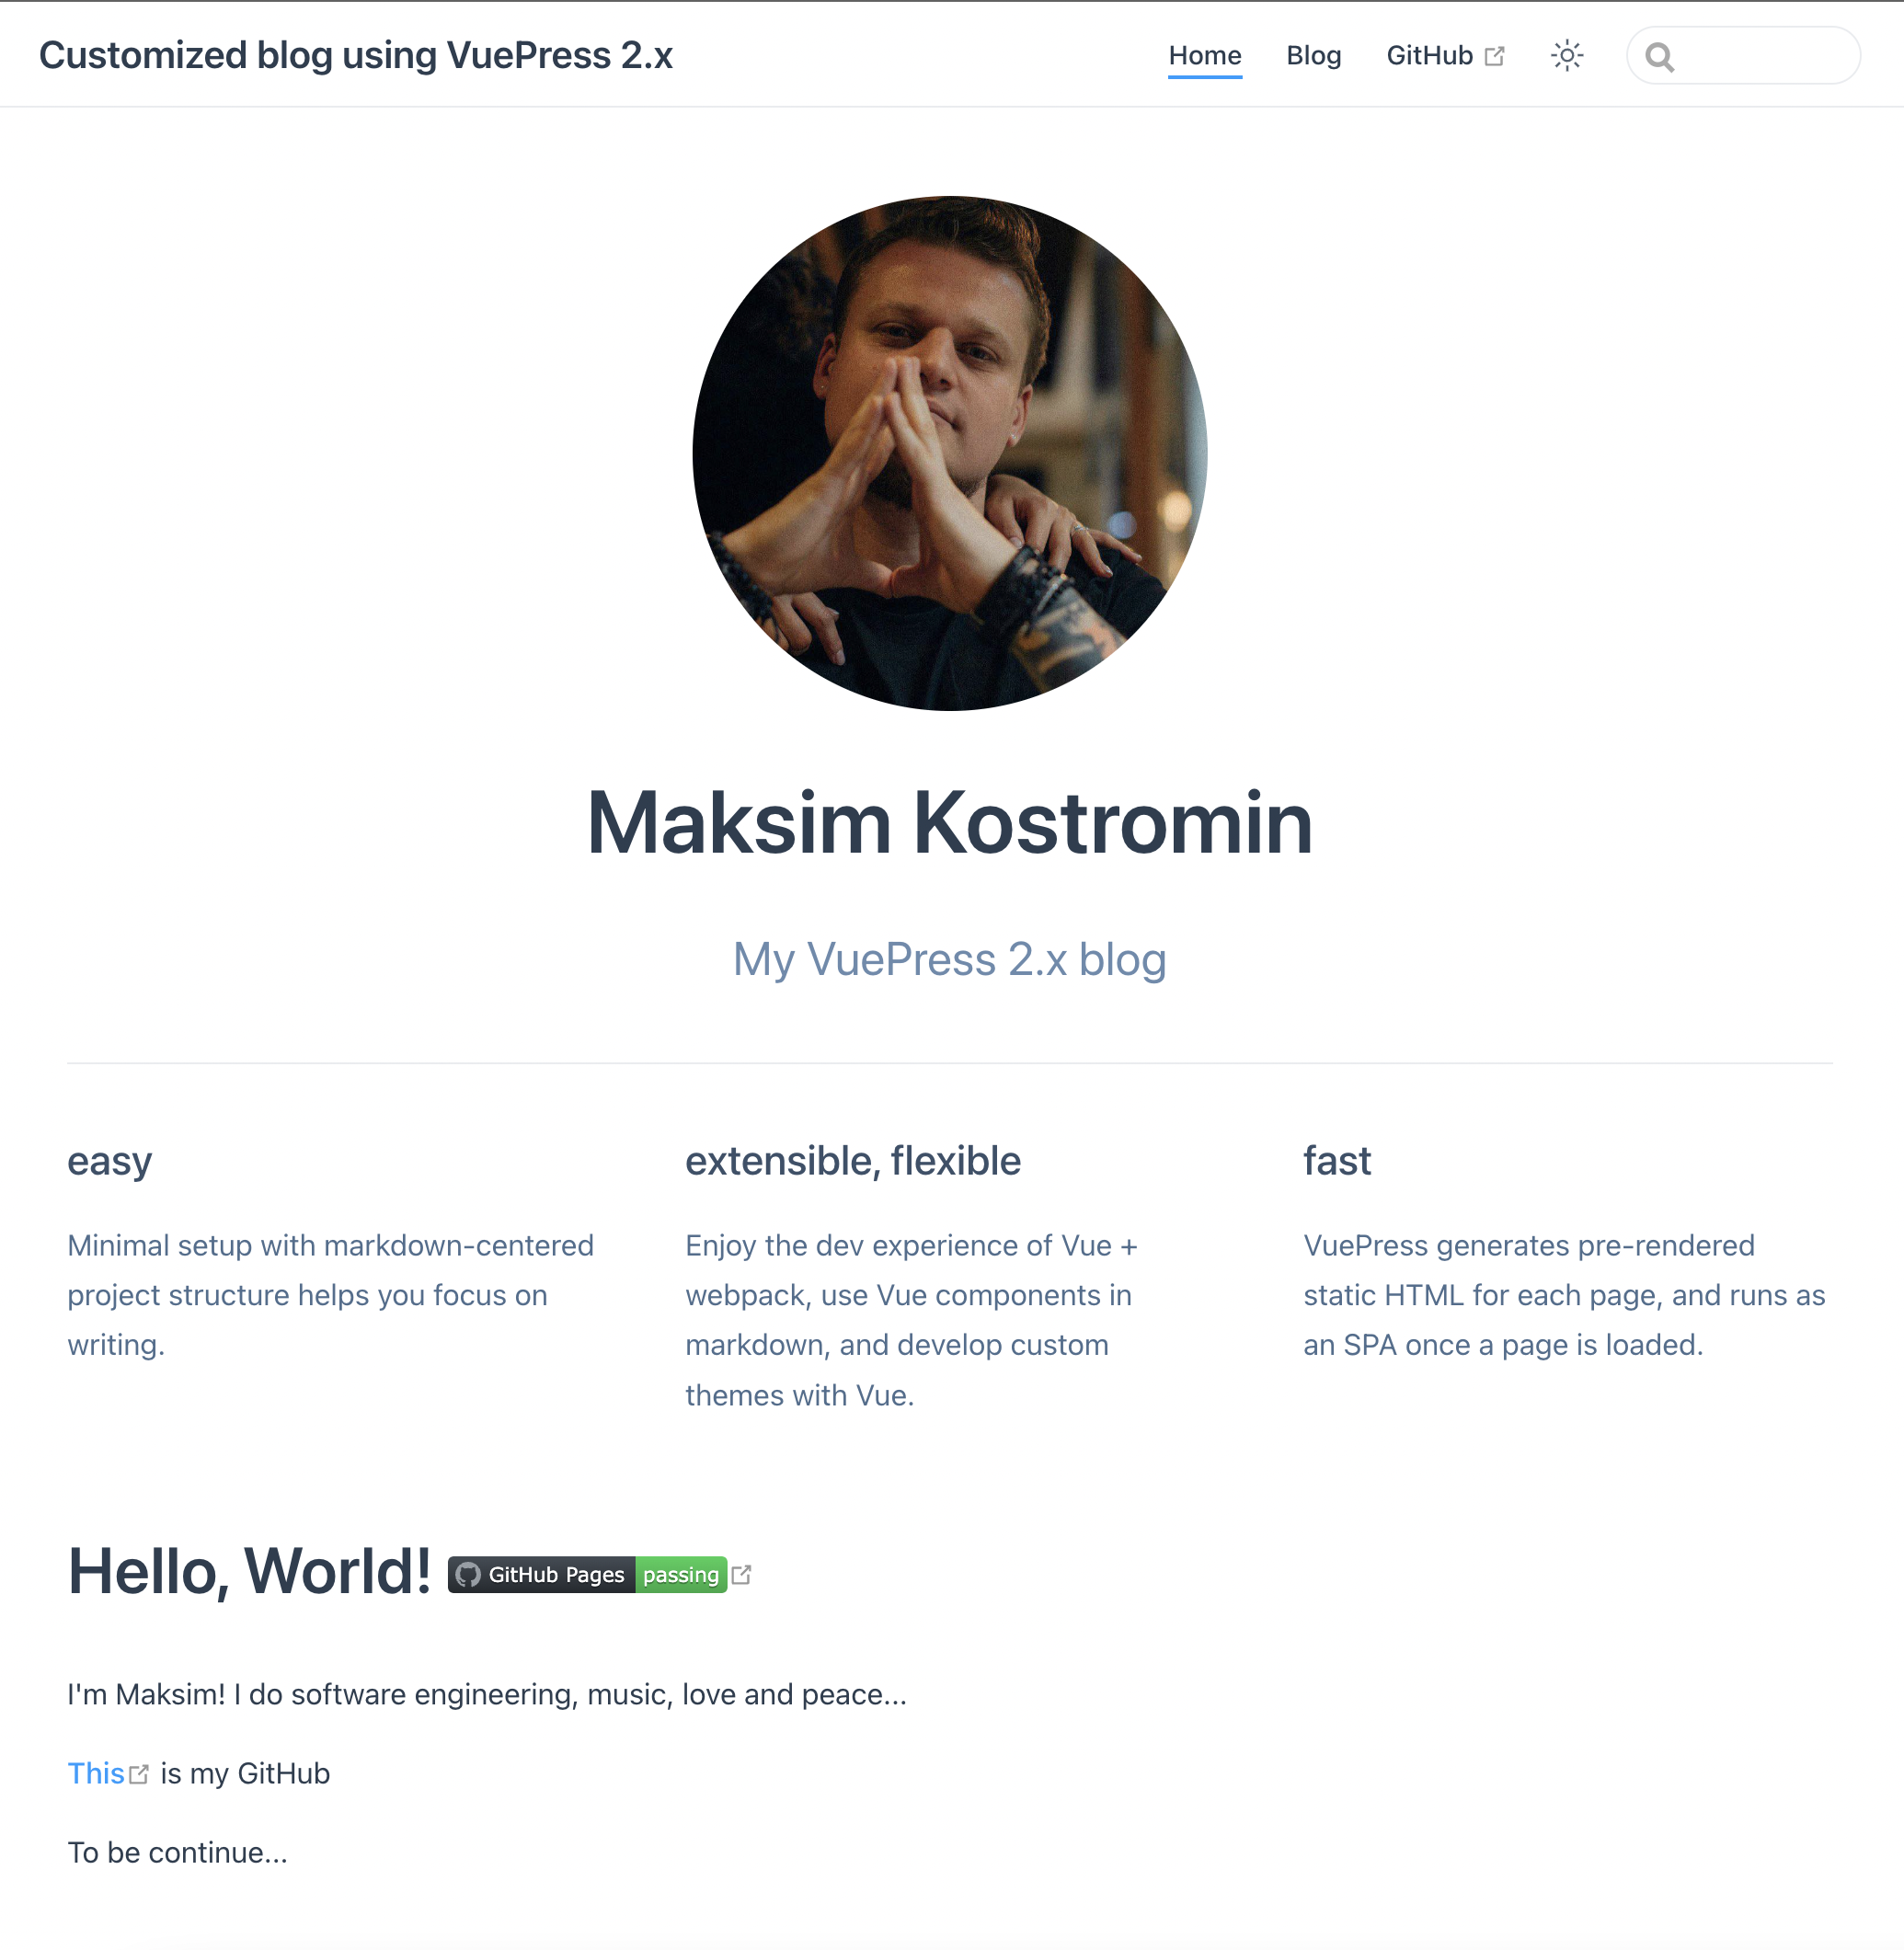 Customized blog using VuePress 2.x
Home
Blog
GitHub
Maksim Kostromin
My VuePress 2.x blog
easy
Minimal setup with markdown-centered
project structure helps you focus on
writing.
extensible, flexible
Enjoy the dev experience of Vue +
webpack, use Vue components in
markdown, and develop custom
themes with Vue.
fast
VuePress generates pre-rendered
static HTML for each page, and runs as
an SPA once a page is loaded.
Hello, World! GitHub Pages passing
I'm Maksim! I do software engineering, music, love and peace...
This is my GitHub
To be continue...